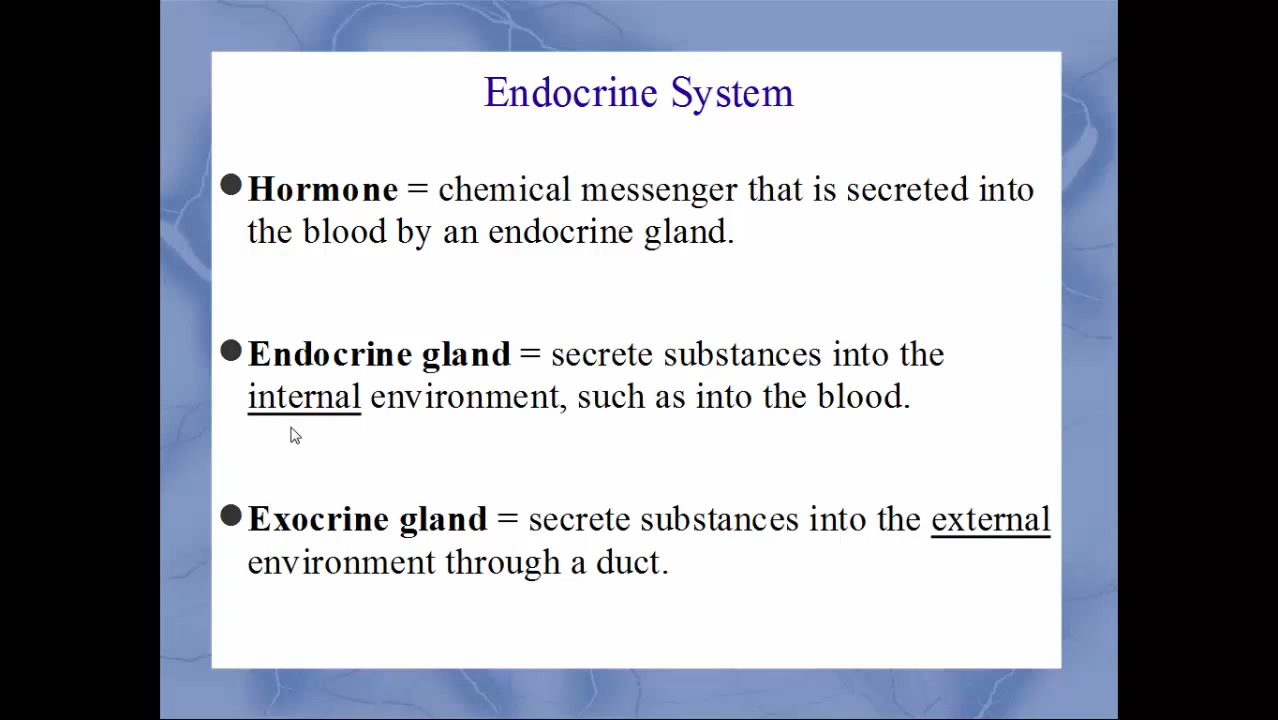 Endocrine System
Hormone = chemical messenger that is secreted into
the blood by an endocrine gland.
Endocrine gland = secrete substances into the
internal environment, such as into the blood.
Exocrine gland = secrete substances into the external
environment through a duct.